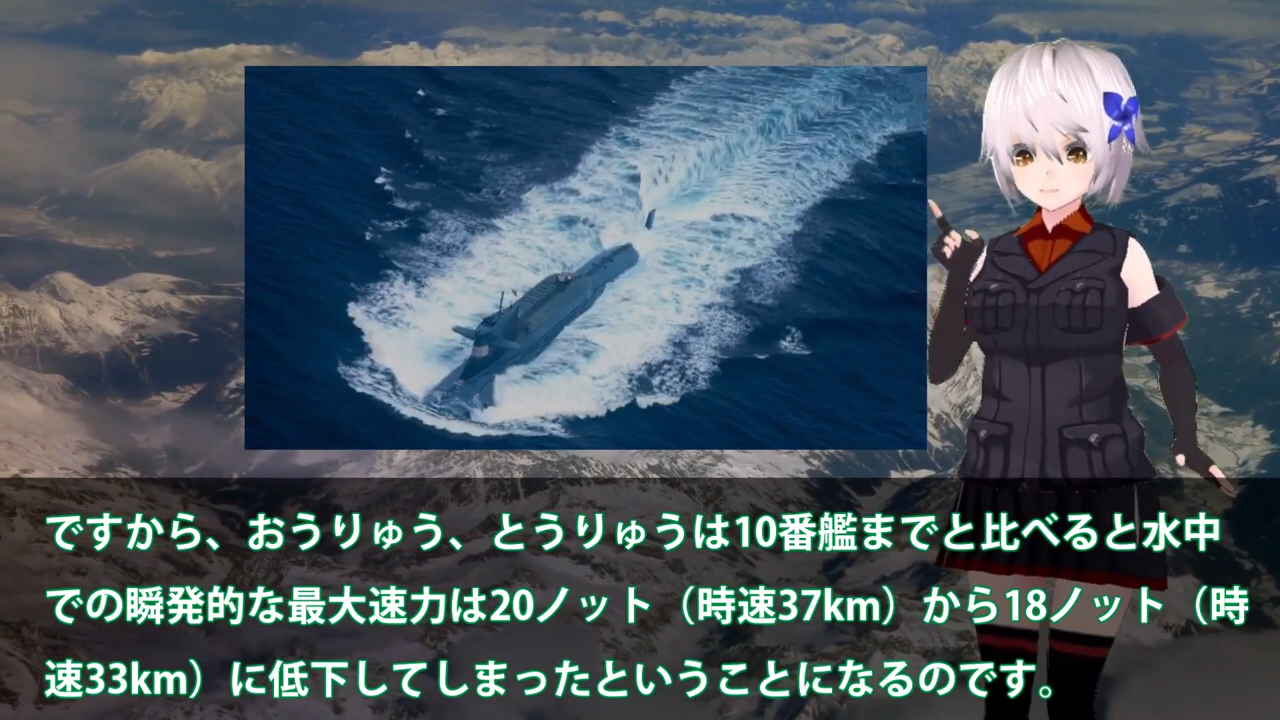 ですから、おうりゅう、とうりゅうは10番艦までと比べると水中
での瞬発的な最大速力は20ノット（時速37km）から18ノット（時
速33km）に低下してしまったということになるのです。